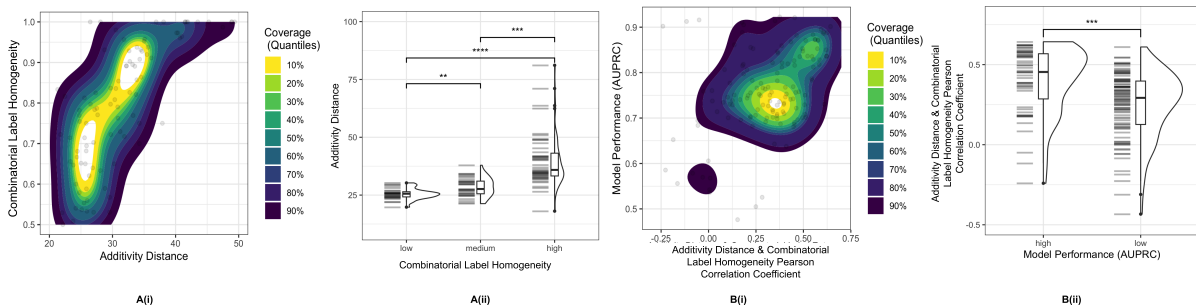 Combinatorial Label Homogeneity
1.0
0.9
0.8
0.7
0.6
0.5
20
30
40
50
Additivity Distance
Coverage
(Quantiles)
10%
20%
30%
40%
50%
60%
70%
80%
90%
A(i)
Additivity Distance
100
75
50
25
***
****
**
low
medium
high
Combinatorial Label Homogeneity
A(ii)
Model Performance (AUPRC)
0.9
0.8
0.7
0.6
0.5
-0.25
0.00
0.25
0.50
0.75
Additivity Distance & Combinatorial
Label Homogeneity Pearson
Correlation Coefficient
Coverage
(Quantiles)
10%
20%
30%
40%
50%
60%
70%
80%
90%
B(i)
Additivity Distance & Combinatorial
Label Homogeneity Pearson
Correlation Coefficient
0.5
0.0
-0.5
***
high
low
Model Performance (AUPRC)
B(ii)